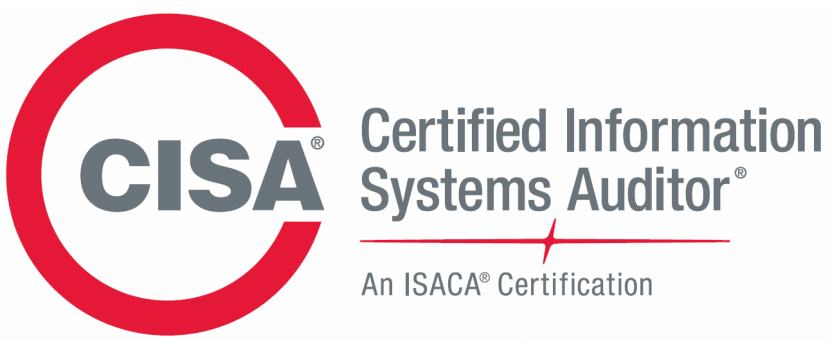 CISA®
Certified Information
Systems Auditor®
An ISACA® Certification